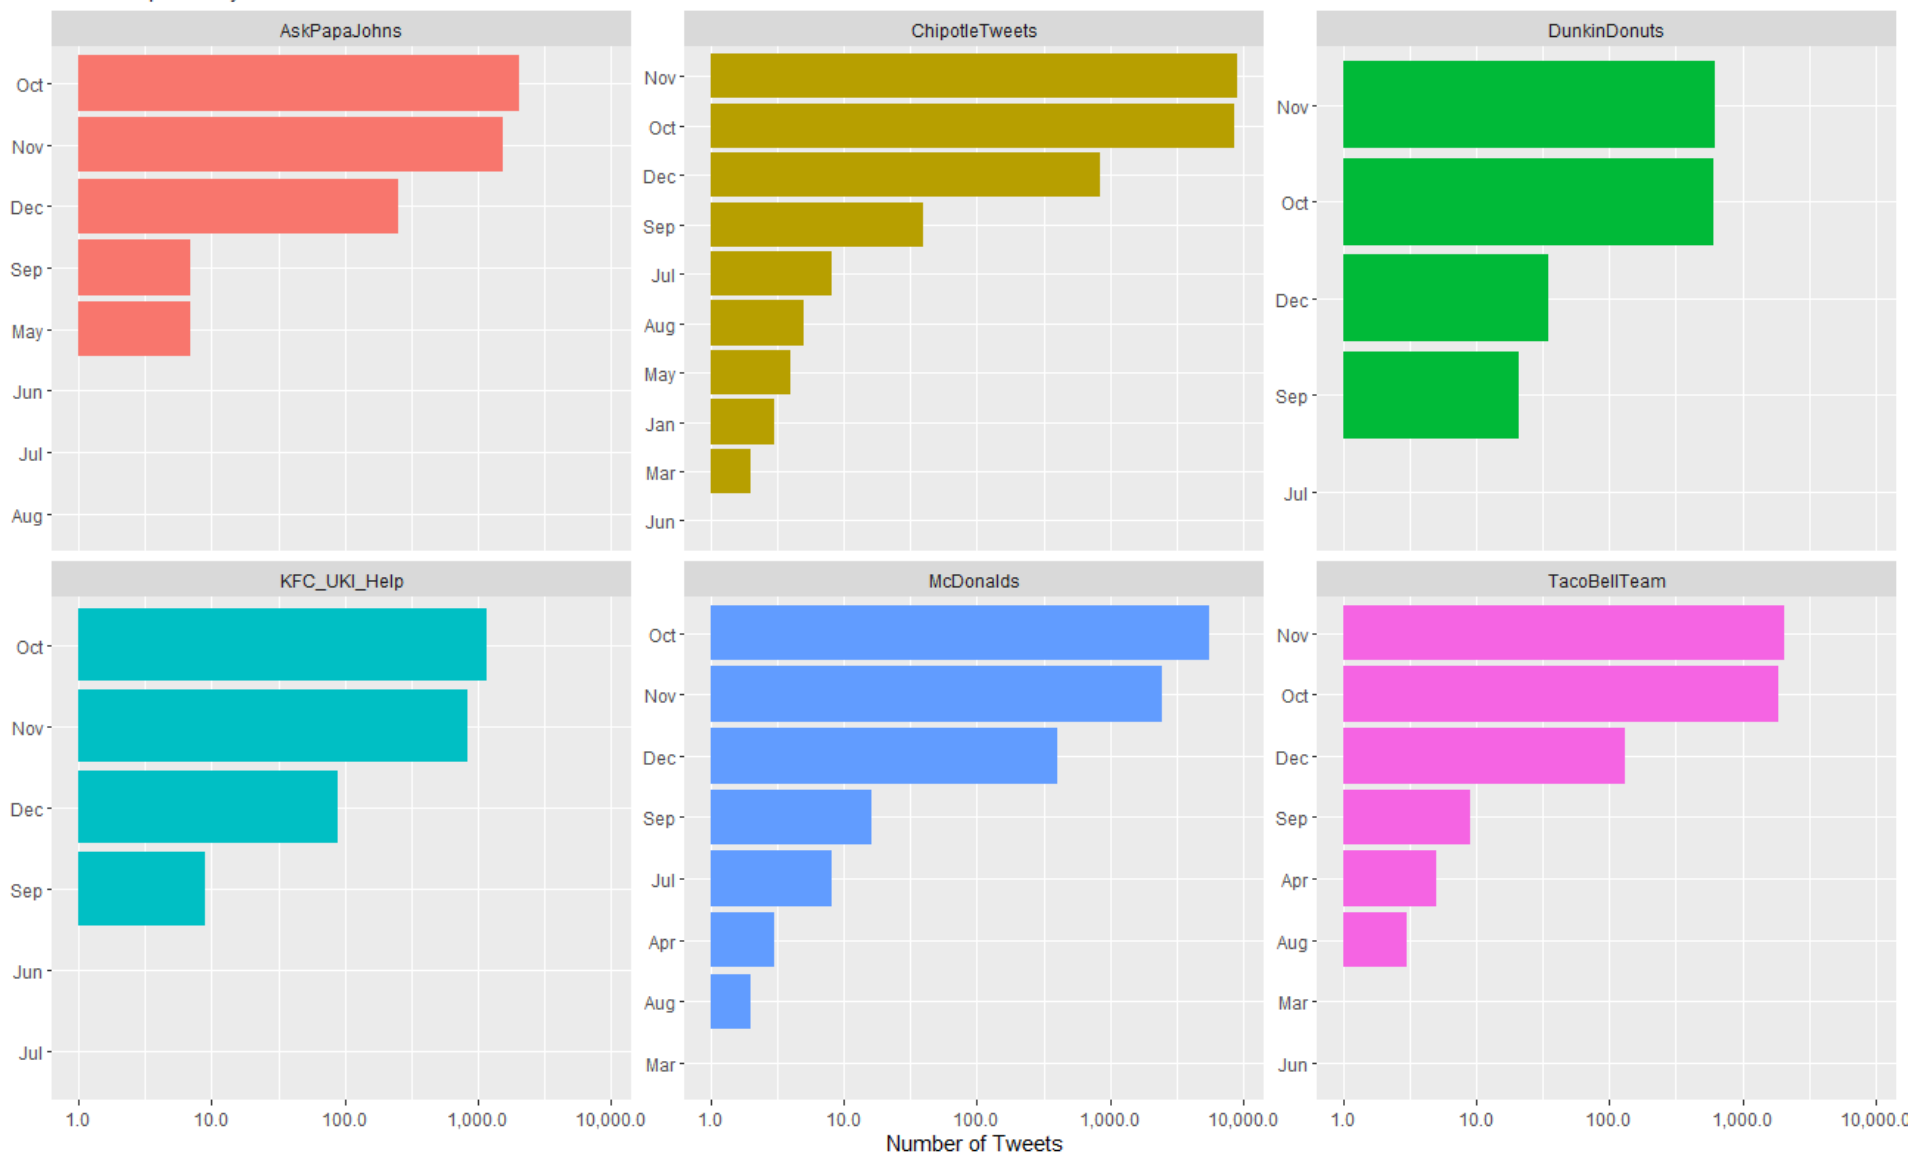 AskPapaJohns
Oct
Nov
Dec
Sep
May
Jun
Jul
Aug
ChipotleTweets
Nov
Oct
Dec
Sep
Jul
Aug
May
Jan
Mar
Jun
DunkinDonuts
Nov
Oct
Dec
Sep
Jul
KFC_UKI_Help
Oct
Nov
Dec
Sep
Jun
Jul
1.0 10.0 100.0 1,000.0 10,000.0
McDonalds
Oct
Nov
Dec
Sep
Jul
Apr
Aug
Mar
1.0 10.0 100.0 1,000.0 10,000.0
TacoBellTeam
Nov
Oct
Dec
Sep
Apr
Aug
Mar
Jun
1.0 10.0 100.0 1,000.0 10,000.0
Number of Tweets